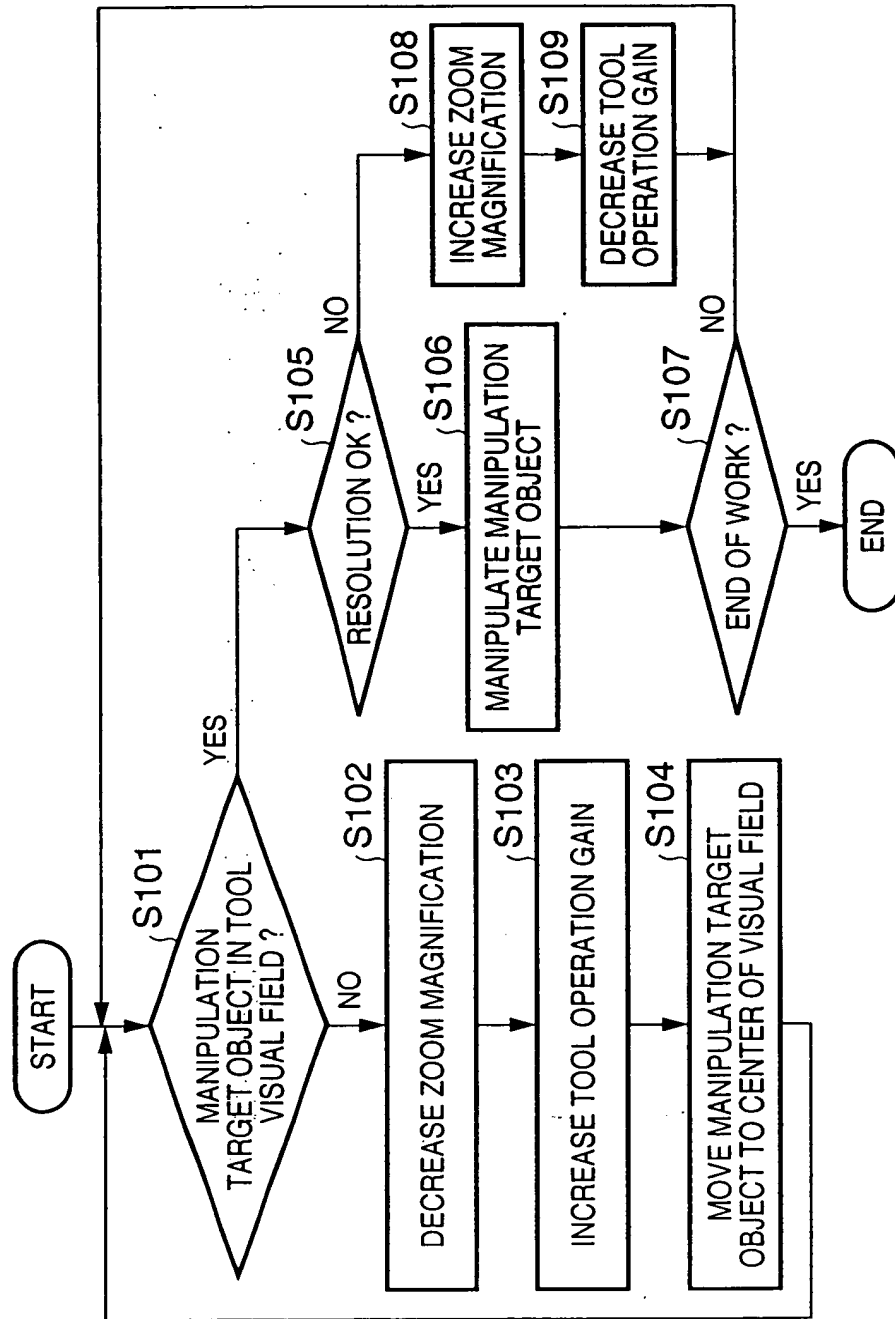 START
S101
MANIPULATION
TARGET OBJECT IN TOOL
VISUAL FIELD ?
YES
NO
S102
DECREASE ZOOM MAGNIFICATION
S103
INCREASE TOOL OPERATION GAIN
S104
MOVE MANIPULATION TARGET
OBJECT TO CENTER OF VISUAL FIELD
S105
RESOLUTION OK ?
NO
YES
S106
MANIPULATE MANIPULATION
TARGET OBJECT
S107
END OF WORK ?
NO
YES
END
S108
INCREASE ZOOM
MAGNIFICATION
S109
DECREASE TOOL
OPERATION GAIN